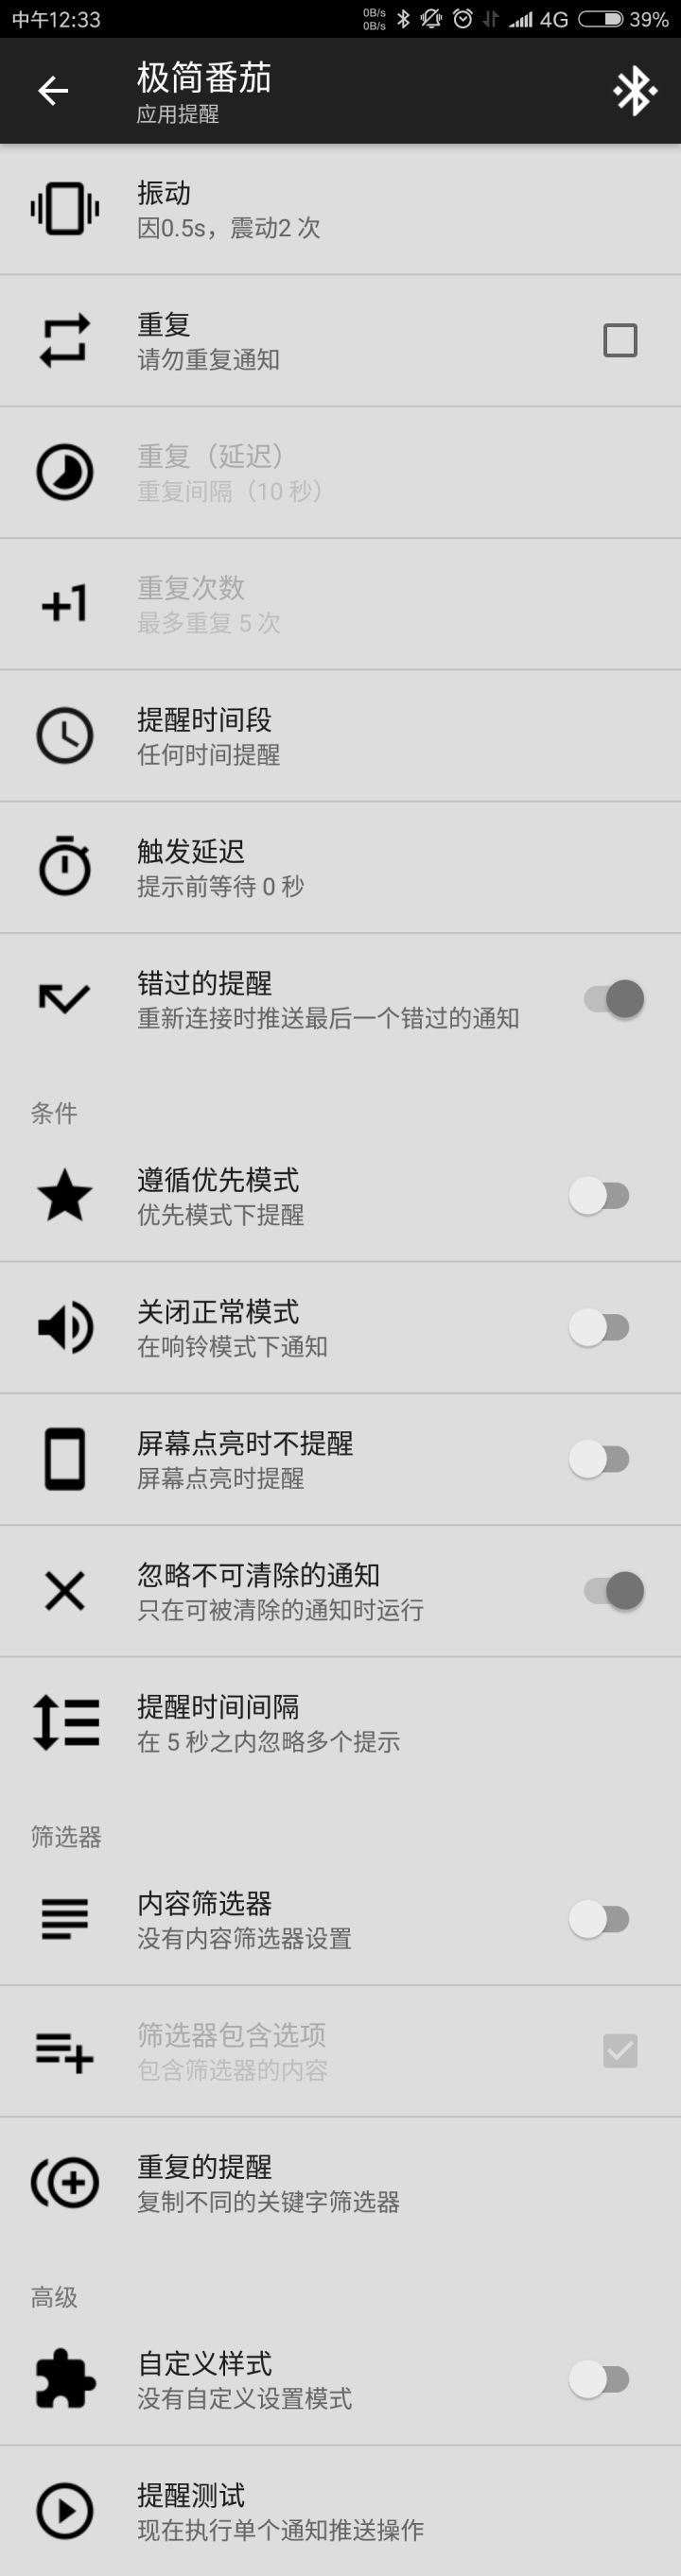 中午12:33
0B/s
0B/s
4G
39%
极简番茄
应用提醒
振动
因0.5s，震动2 次
重复
请勿重复通知
重复（延迟）
重复间隔（10 秒）
+1
重复次数
最多重复 5 次
提醒时间段
任何时间提醒
触发延迟
提示前等待 0 秒
错过的提醒
重新连接时推送最后一个错过的通知
条件
遵循优先模式
优先模式下提醒
关闭正常模式
在响铃模式下通知
屏幕点亮时不提醒
屏幕点亮时提醒
忽略不可清除的通知
只在可被清除的通知时运行
提醒时间间隔
在 5 秒之内忽略多个提示
筛选器
内容筛选器
没有内容筛选器设置
筛选器包含选项
包含筛选器的内容
重复的提醒
复制不同的关键字筛选器
高级
自定义样式
没有自定义设置模式
提醒测试
现在执行单个通知推送操作